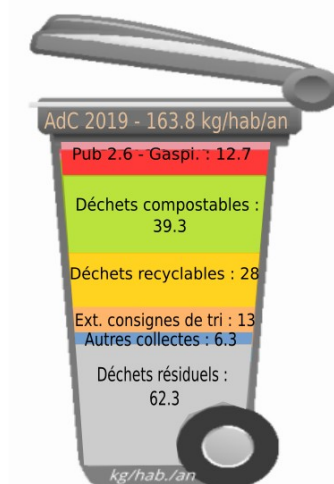 AdC 2019 - 163.8 kg/hab/an
Pub 2.6 - Gaspi. : 12.7
Déchets compostables :
39.3
Déchets recyclables : 28
Ext. consignes de tri : 13
Autres collectes : 6.3
Déchets résiduels :
62.3
kg/hab./an